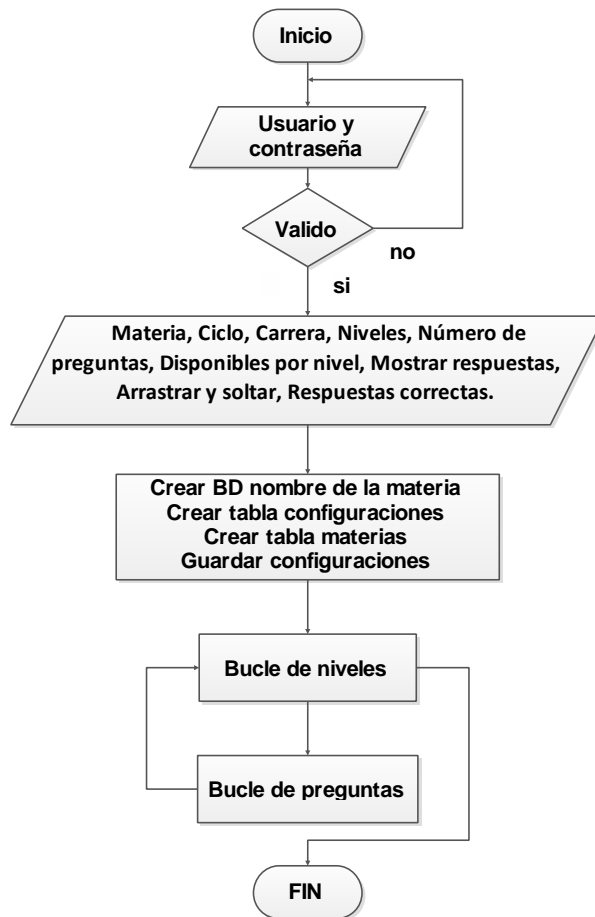 Inicio
Usuario y
contraseña
Valido
no
si
Materia, Ciclo, Carrera, Niveles, Número de
preguntas, Disponibles por nivel, Mostrar respuestas,
Arrastrar y soltar, Respuestas correctas.
Crear BD nombre de la materia
Crear tabla configuraciones
Crear tabla materias
Guardar configuraciones
Bucle de niveles
Bucle de preguntas
FIN